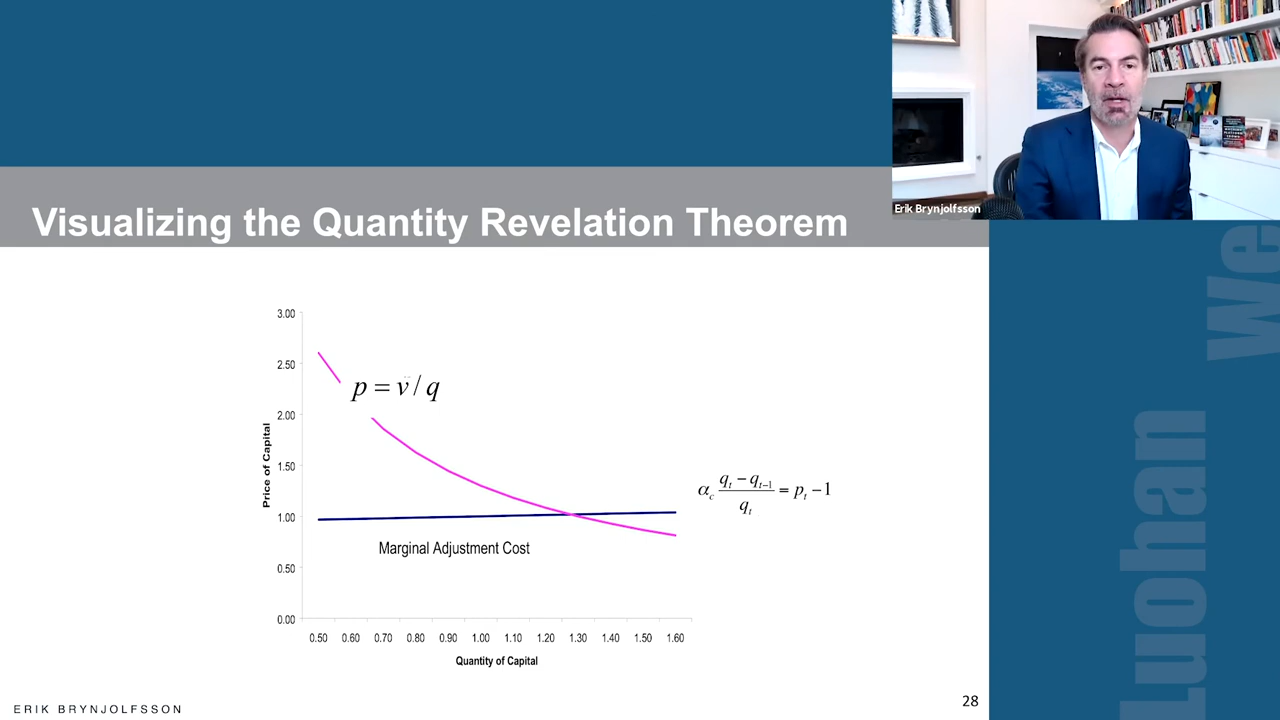 Erik Brynjolfsson
Visualizing the Quantity Revelation Theorem
3.00
2.50
2.00
1.50
1.00
0.50
0.00
Price of Capital
p = v / q
α_c (q_t − q_{t−1}) / q_t = p_t − 1
Marginal Adjustment Cost
0.50 0.60 0.70 0.80 0.90 1.00 1.10 1.20 1.30 1.40 1.50 1.60
Quantity of Capital
ERIK BRYNJOLFSSON
28
Luohan
We